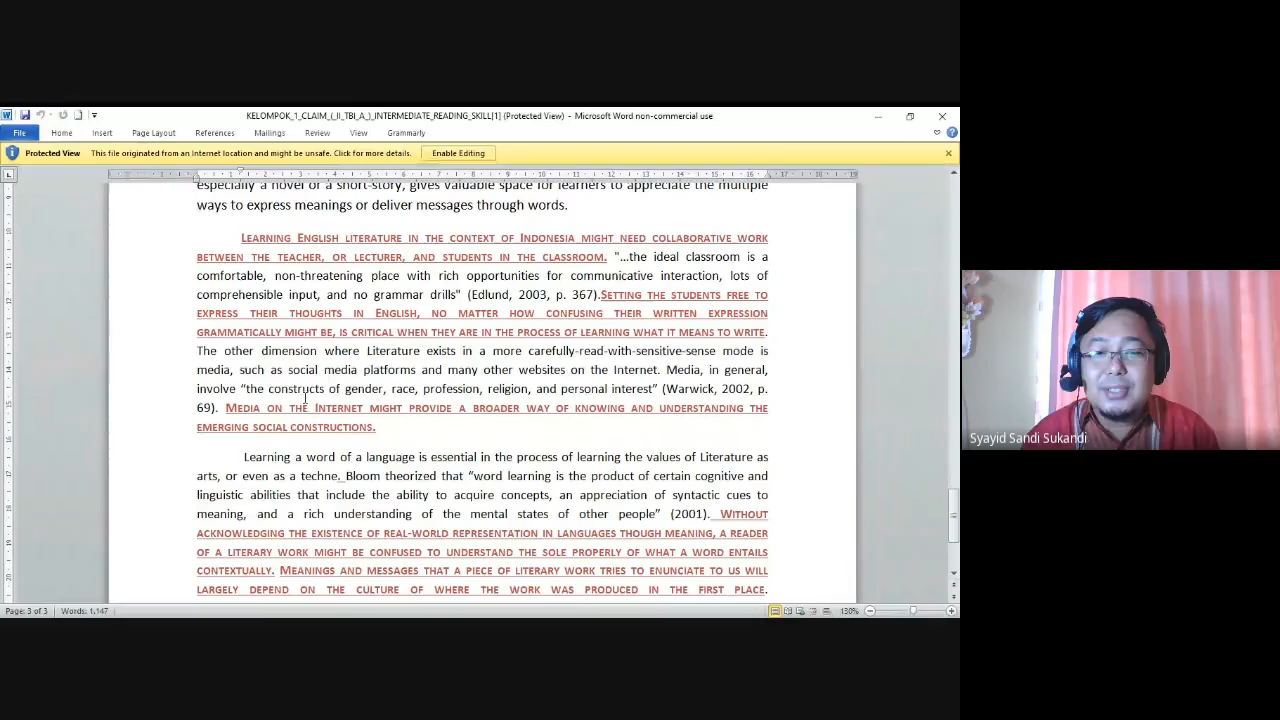 KELOMPOK_1_CLAIM_(_II_TBI_A_)_INTERMEDIATE_READING_SKILL[1] (Protected View) - Microsoft Word non-commercial use
File Home Insert Page Layout References Mailings Review View Grammarly
Protected View This file originated from an Internet location and might be unsafe. Click for more details. Enable Editing
especially a novel or a short-story, gives valuable space for learners to appreciate the multiple
ways to express meanings or deliver messages through words.
LEARNING ENGLISH LITERATURE IN THE CONTEXT OF INDONESIA MIGHT NEED COLLABORATIVE WORK
BETWEEN THE TEACHER, OR LECTURER, AND STUDENTS IN THE CLASSROOM. "...the ideal classroom is a
comfortable, non-threatening place with rich opportunities for communicative interaction, lots of
comprehensible input, and no grammar drills" (Edlund, 2003, p. 367).SETTING THE STUDENTS FREE TO
EXPRESS THEIR THOUGHTS IN ENGLISH, NO MATTER HOW CONFUSING THEIR WRITTEN EXPRESSION
GRAMMATICALLY MIGHT BE, IS CRITICAL WHEN THEY ARE IN THE PROCESS OF LEARNING WHAT IT MEANS TO WRITE.
The other dimension where Literature exists in a more carefully-read-with-sensitive-sense mode is
media, such as social media platforms and many other websites on the Internet. Media, in general,
involve “the constructs of gender, race, profession, religion, and personal interest” (Warwick, 2002, p.
69). MEDIA ON THE INTERNET MIGHT PROVIDE A BROADER WAY OF KNOWING AND UNDERSTANDING THE
EMERGING SOCIAL CONSTRUCTIONS.
Learning a word of a language is essential in the process of learning the values of Literature as
arts, or even as a techne. Bloom theorized that “word learning is the product of certain cognitive and
linguistic abilities that include the ability to acquire concepts, an appreciation of syntactic cues to
meaning, and a rich understanding of the mental states of other people” (2001). WITHOUT
ACKNOWLEDGING THE EXISTENCE OF REAL-WORLD REPRESENTATION IN LANGUAGES THOUGH MEANING, A READER
OF A LITERARY WORK MIGHT BE CONFUSED TO UNDERSTAND THE SOLE PROPERLY OF WHAT A WORD ENTAILS
CONTEXTUALLY. MEANINGS AND MESSAGES THAT A PIECE OF LITERARY WORK TRIES TO ENUNCIATE TO US WILL
LARGELY DEPEND ON THE CULTURE OF WHERE THE WORK WAS PRODUCED IN THE FIRST PLACE.
Page: 3 of 3 Words: 1,147 130%
Syayid Sandi Sukandi